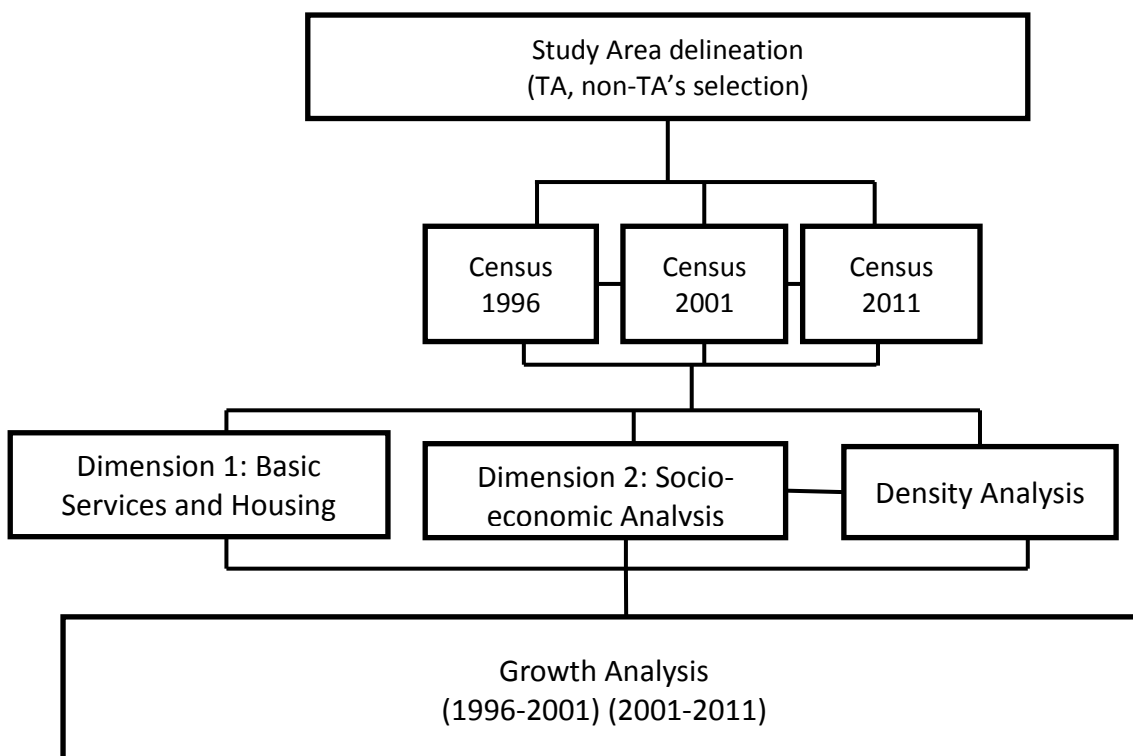 Study Area delineation
(TA, non-TA’s selection)
Census
1996
Census
2001
Census
2011
Dimension 1: Basic
Services and Housing
Dimension 2: Socio-
economic Analysis
Density Analysis
Growth Analysis
(1996-2001) (2001-2011)